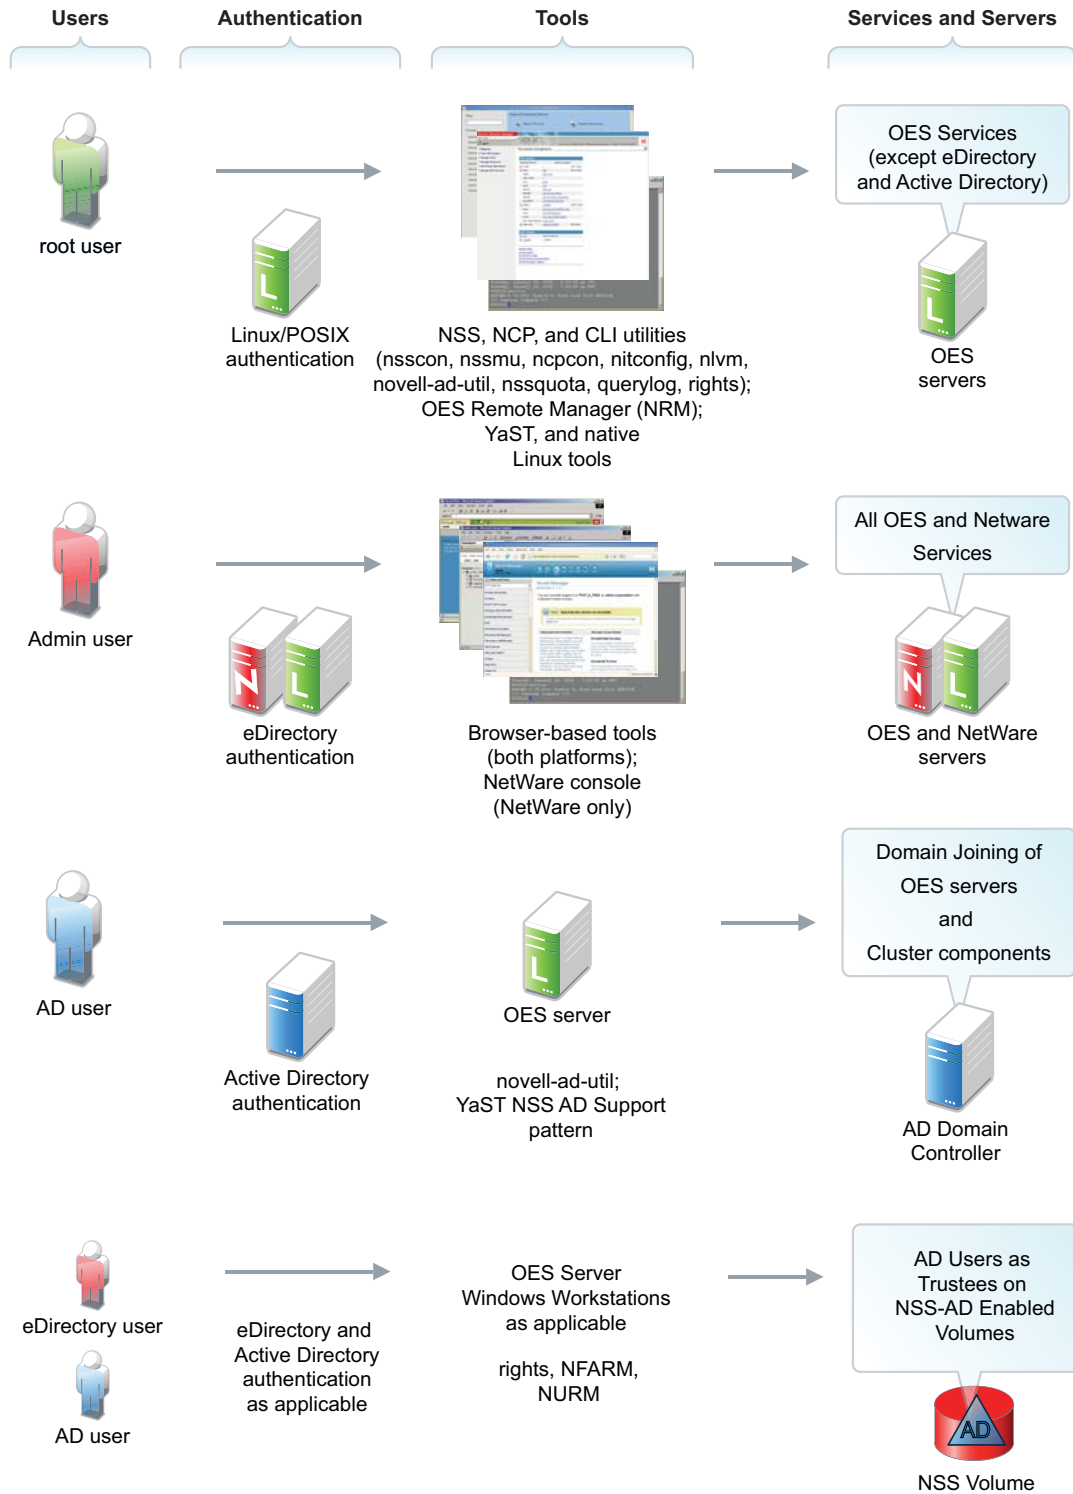 Users
Authentication
Tools
Services and Servers
OES Services
(except eDirectory
and Active Directory)
root user
L
L
Linux/POSIX
authentication
NSS, NCP, and CLI utilities
(nsscon, nssmu, ncpcon, nitconfig, nlvm,
novell-ad-util, nssquota, querylog, rights);
OES Remote Manager (NRM);
YaST, and native
Linux tools
OES
servers
All OES and Netware
Services
Admin user
N L
N L
eDirectory
authentication
Browser-based tools
(both platforms);
NetWare console
(NetWare only)
OES and NetWare
servers
Domain Joining of
OES servers
and
Cluster components
AD user
L
OES server
Active Directory
authentication
novell-ad-util;
YaST NSS AD Support
pattern
AD Domain
Controller
AD Users as
Trustees on
NSS-AD Enabled
Volumes
eDirectory user
AD user
eDirectory and
Active Directory
authentication
as applicable
OES Server
Windows Workstations
as applicable
rights, NFARM,
NURM
AD
NSS Volume